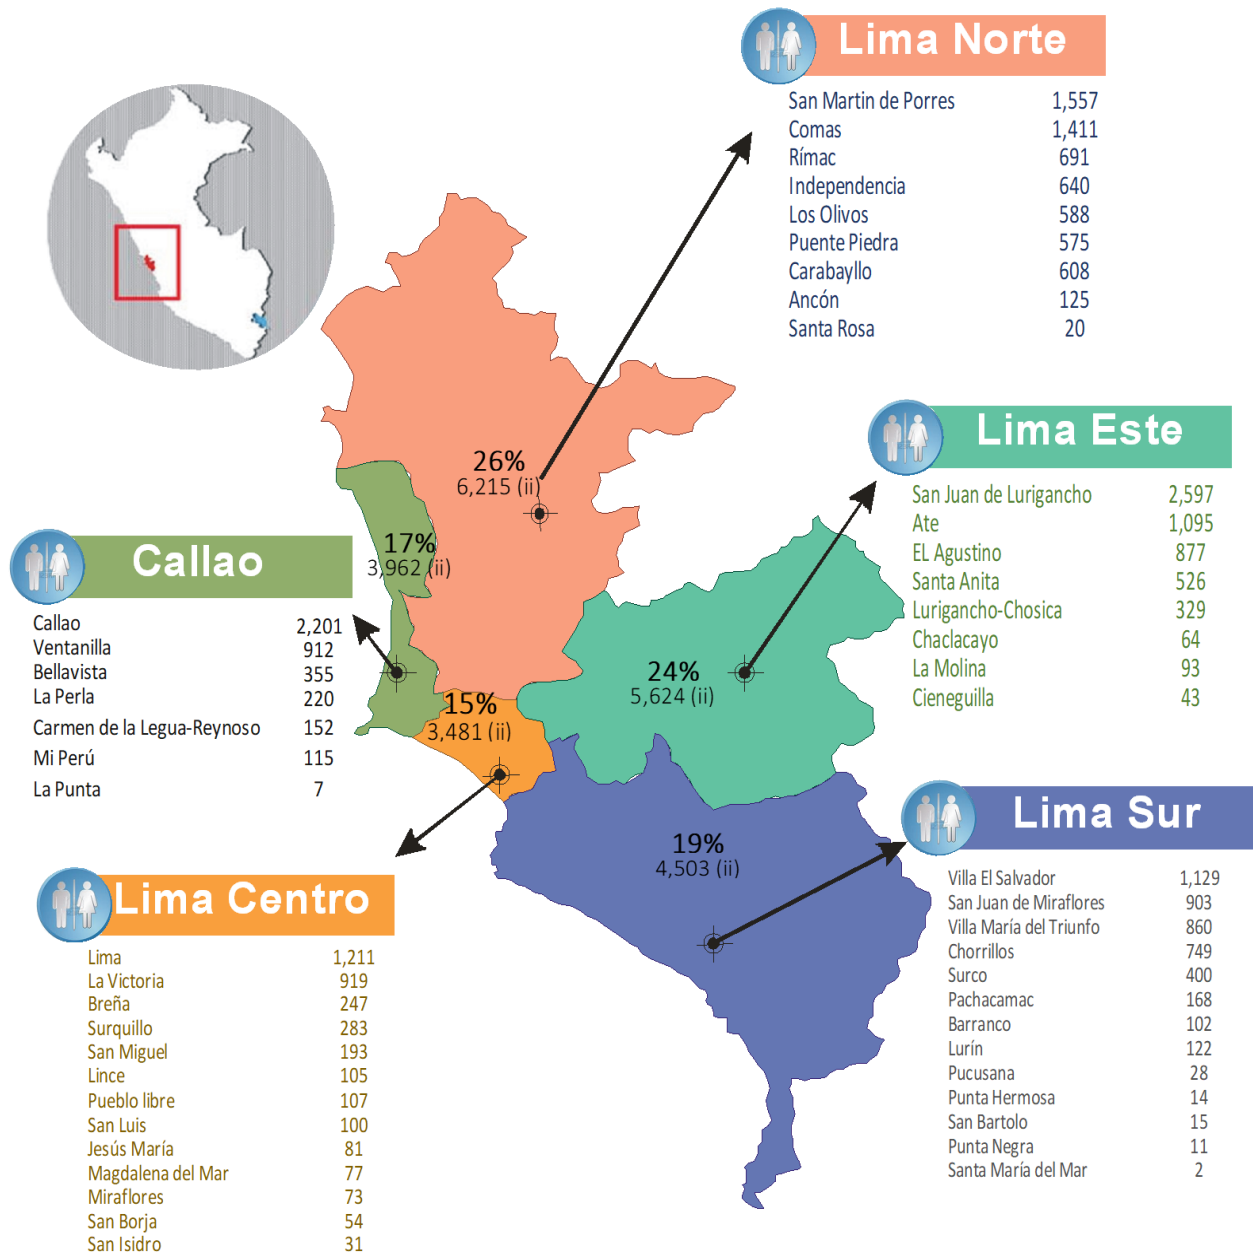 Lima Norte
San Martin de Porres 1,557
Comas 1,411
Rímac 691
Independencia 640
Los Olivos 588
Puente Piedra 575
Carabayllo 608
Ancón 125
Santa Rosa 20
26%
6,215 (ii)
Lima Este
San Juan de Lurigancho 2,597
Ate 1,095
EL Agustino 877
Santa Anita 526
Lurigancho-Chosica 329
Chaclacayo 64
La Molina 93
Cieneguilla 43
17%
3,962 (ii)
Callao
Callao 2,201
Ventanilla 912
Bellavista 355
La Perla 220
Carmen de la Legua-Reynoso 152
Mi Perú 115
La Punta 7
24%
5,624 (ii)
15%
3,481 (ii)
19%
4,503 (ii)
Lima Sur
Villa El Salvador 1,129
San Juan de Miraflores 903
Villa María del Triunfo 860
Chorrillos 749
Surco 400
Pachacamac 168
Barranco 102
Lurín 122
Pucusana 28
Punta Hermosa 14
San Bartolo 15
Punta Negra 11
Santa María del Mar 2
Lima Centro
Lima 1,211
La Victoria 919
Breña 247
Surquillo 283
San Miguel 193
Lince 105
Pueblo libre 107
San Luis 100
Jesús María 81
Magdalena del Mar 77
Miraflores 73
San Borja 54
San Isidro 31